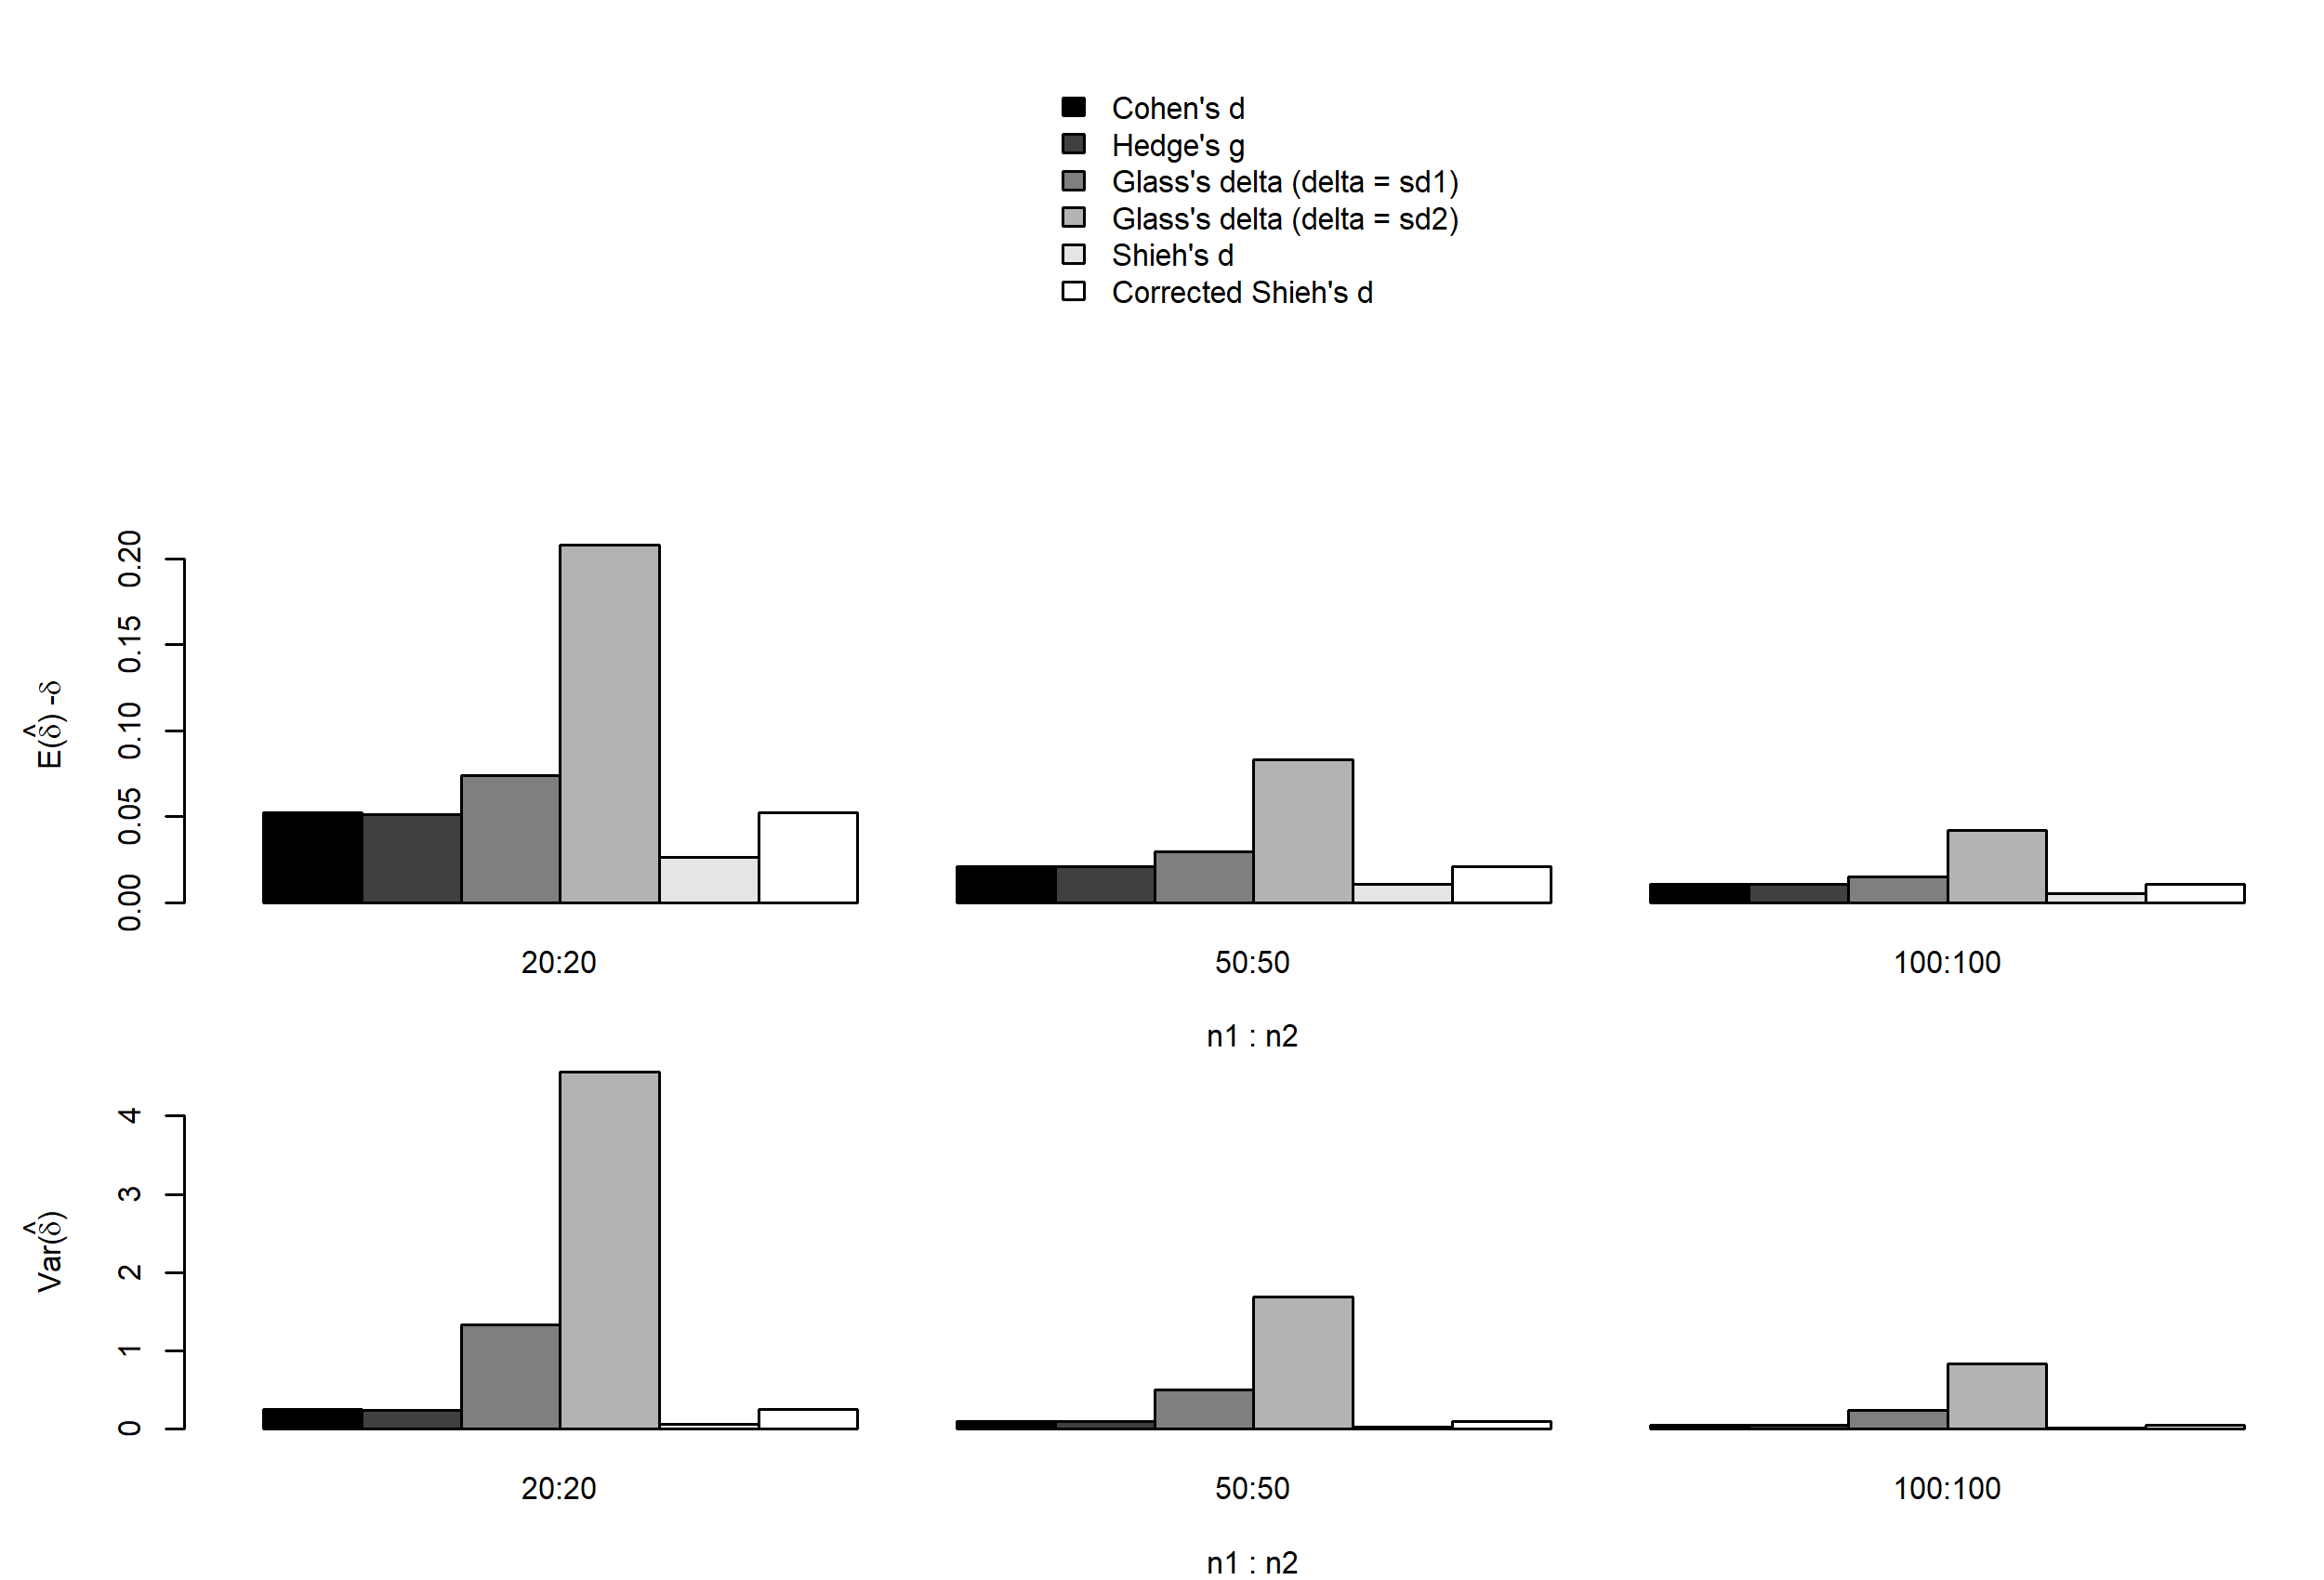 Cohen's d
Hedge's g
Glass's delta (delta = sd1)
Glass's delta (delta = sd2)
Shieh's d
Corrected Shieh's d
E(δ̂) -δ
0.20
0.15
0.10
0.05
0.00
20:20
50:50
100:100
n1 : n2
Var(δ̂)
4
3
2
1
0
20:20
50:50
100:100
n1 : n2